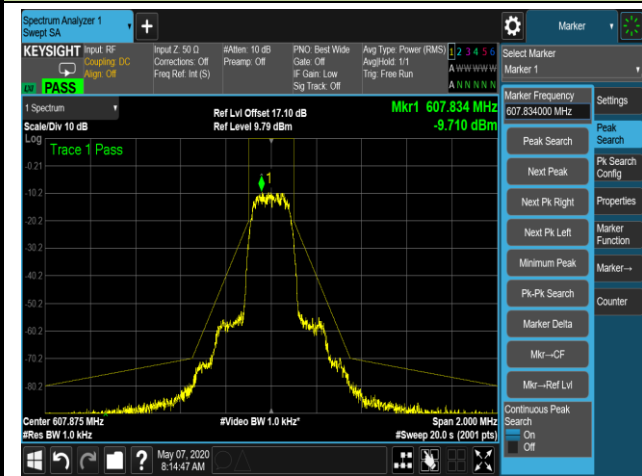 Spectrum Analyzer 1
Swept SA
+
Marker
KEYSIGHT
Input: RF
Coupling: DC
Align: Off
Input Z: 50 Ω
Corrections: Off
Freq Ref: Int (S)
#Atten: 10 dB
Preamp: Off
PNO: Best Wide
Gate: Off
IF Gain: Low
Sig Track: Off
Avg Type: Power (RMS)
Avg|Hold: 1/1
Trig: Free Run
1 2 3 4 5 6
A W W W W W
A N N N N N
LXI
PASS
Select Marker
Marker 1
1 Spectrum
Scale/Div 10 dB
Ref Lvl Offset 17.10 dB
Ref Level 9.79 dBm
Mkr1 607.834 MHz
-9.710 dBm
Log
Trace 1 Pass
1
-0.21
-10.2
-20.2
-30.2
-40.2
-50.2
-60.2
-70.2
-80.2
Center 607.875 MHz
#Res BW 1.0 kHz
#Video BW 1.0 kHz*
Span 2.000 MHz
#Sweep 20.0 s (2001 pts)
Marker Frequency
607.834000 MHz
Peak Search
Next Peak
Next Pk Right
Next Pk Left
Minimum Peak
Pk-Pk Search
Marker Delta
Mkr→CF
Mkr→Ref Lvl
Continuous Peak
Search
On
Off
Settings
Peak
Search
Pk Search
Config
Properties
Marker
Function
Marker→
Counter
?
May 07, 2020
8:14:47 AM